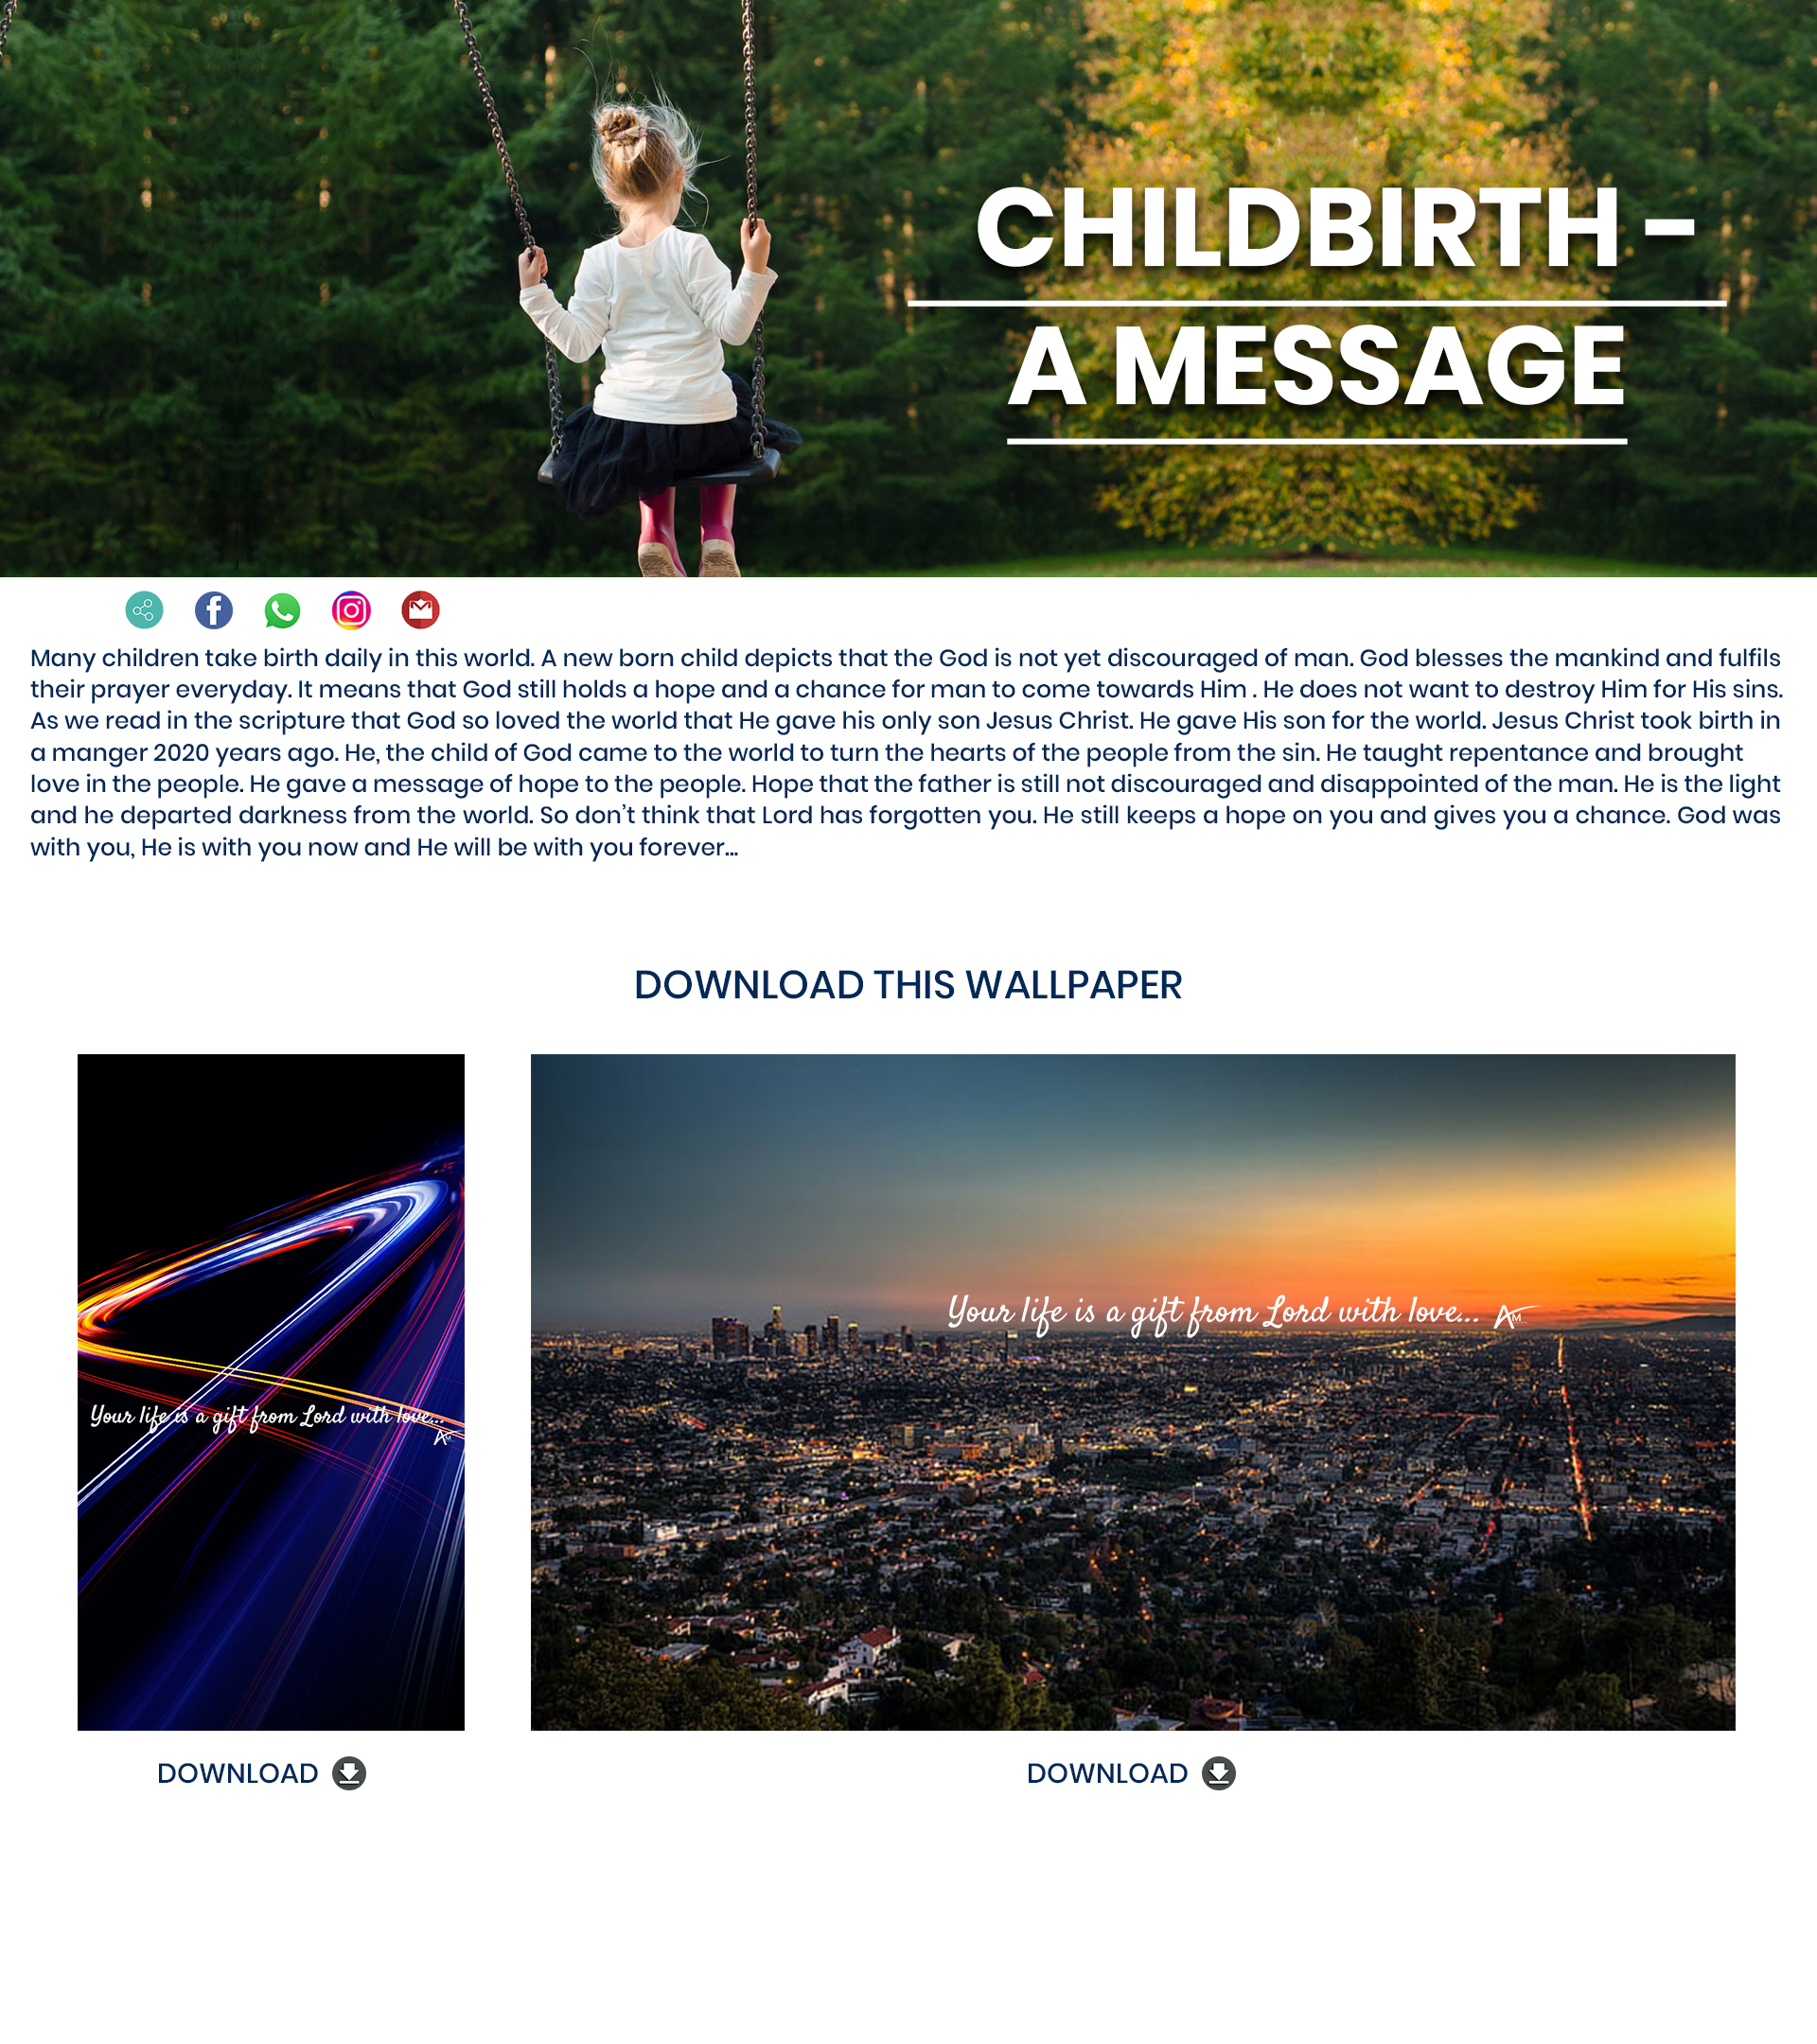 CHILDBIRTH -
A MESSAGE
Many children take birth daily in this world. A new born child depicts that the God is not yet discouraged of man. God blesses the mankind and fulfils
their prayer everyday. It means that God still holds a hope and a chance for man to come towards Him . He does not want to destroy Him for His sins.
As we read in the scripture that God so loved the world that He gave his only son Jesus Christ. He gave His son for the world. Jesus Christ took birth in
a manger 2020 years ago. He, the child of God came to the world to turn the hearts of the people from the sin. He taught repentance and brought
love in the people. He gave a message of hope to the people. Hope that the father is still not discouraged and disappointed of the man. He is the light
and he departed darkness from the world. So don’t think that Lord has forgotten you. He still keeps a hope on you and gives you a chance. God was
with you, He is with you now and He will be with you forever...
DOWNLOAD THIS WALLPAPER
Your life is a gift from Lord with love...
AM
Your life is a gift from Lord with love... AM
DOWNLOAD
DOWNLOAD